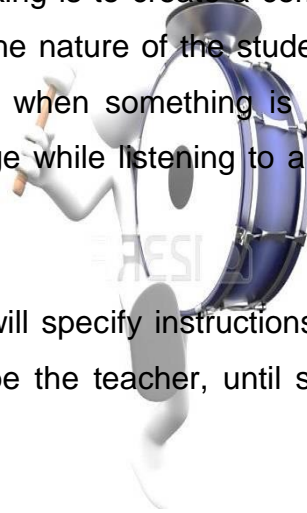 king is to create a
he nature of the stude
when something is
ge while listening to a
will specify instructions
be the teacher, until s